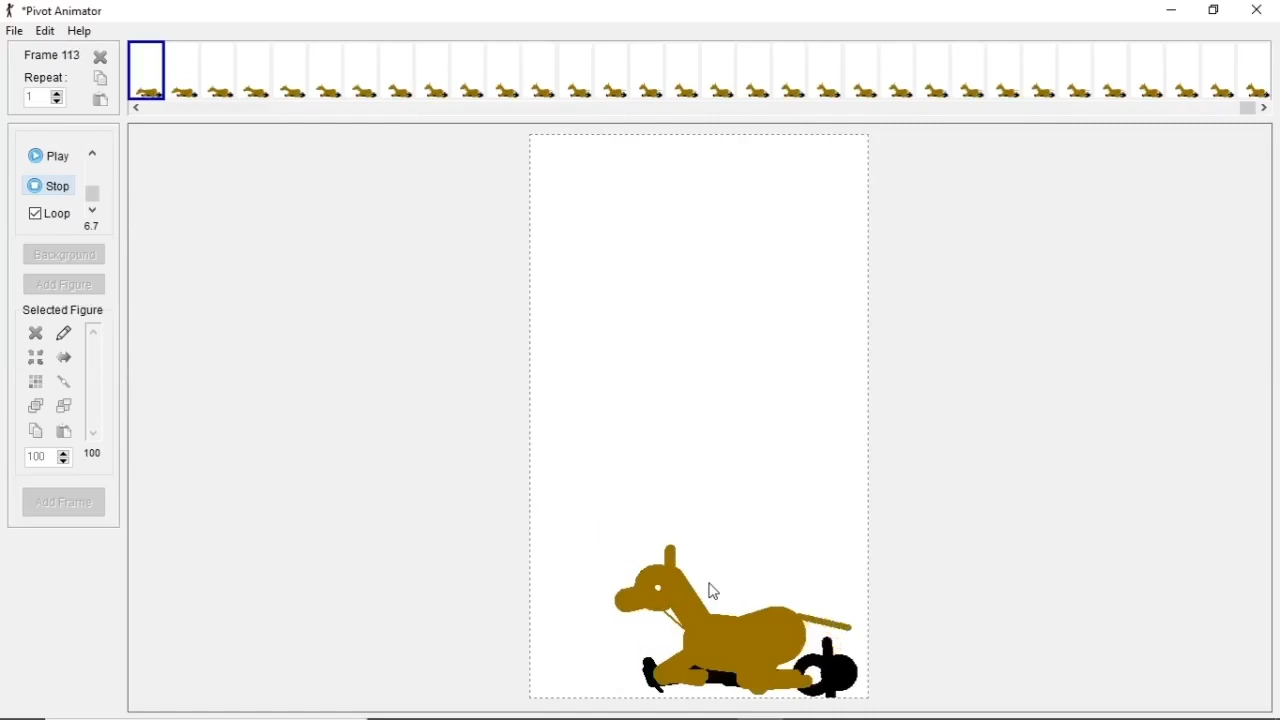 *Pivot Animator
File Edit Help
Frame 113
Repeat:
1
Play
Stop
Loop
6.7
Background
Add Figure
Selected Figure
100 100
Add Frame